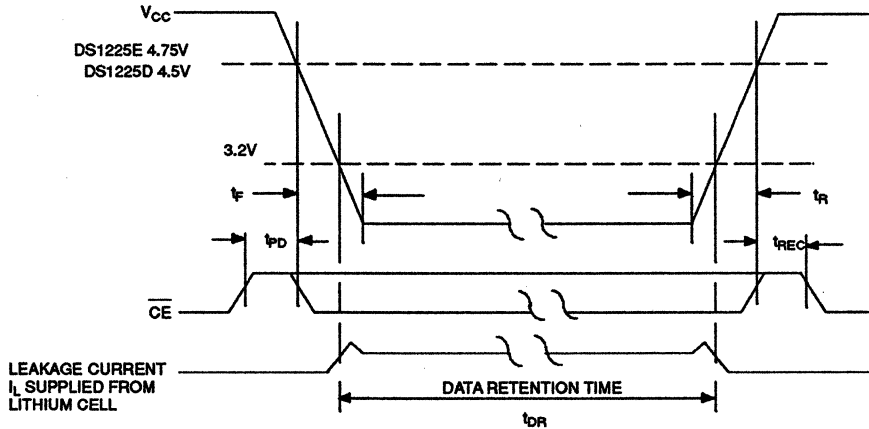 VCC
DS1225E 4.75V
DS1225D 4.5V
3.2V
tF
tR
tPD
tREC
CE
LEAKAGE CURRENT
IL SUPPLIED FROM
LITHIUM CELL
DATA RETENTION TIME
tDR